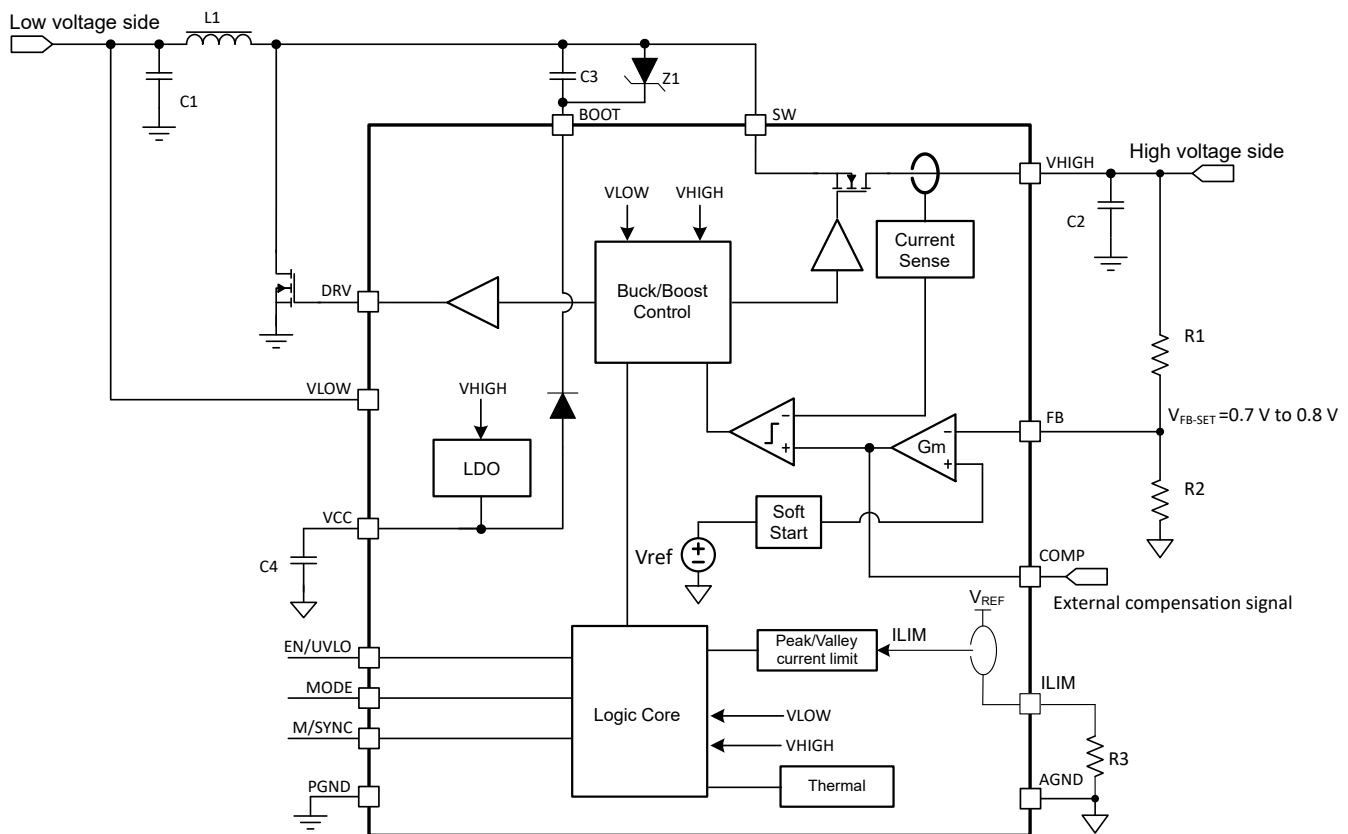 Low voltage side
L1
C1
C3
Z1
BOOT
SW
VHIGH
High voltage side
C2
VLOW
VHIGH
Current
Sense
Buck/Boost
Control
DRV
R1
VLOW
VHIGH
LDO
FB
V_FB-SET =0.7 V to 0.8 V
−
+
−
+
Gm
R2
VCC
C4
Soft
Start
Vref
+
−
COMP
External compensation signal
V_REF
EN/UVLO
MODE
M/SYNC
PGND
Logic Core
Peak/Valley
current limit
ILIM
ILIM
VLOW
VHIGH
Thermal
R3
AGND